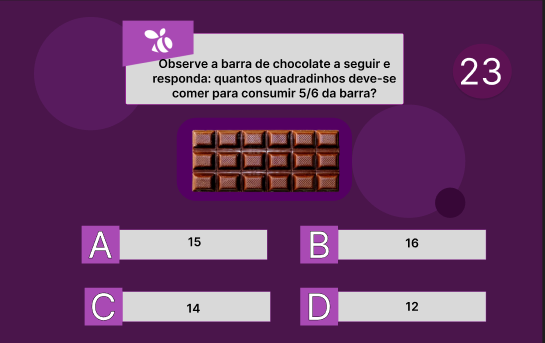 Observe a barra de chocolate a seguir e
responda: quantos quadradinhos deve-se
comer para consumir 5/6 da barra?
23
A 15
B 16
C 14
D 12